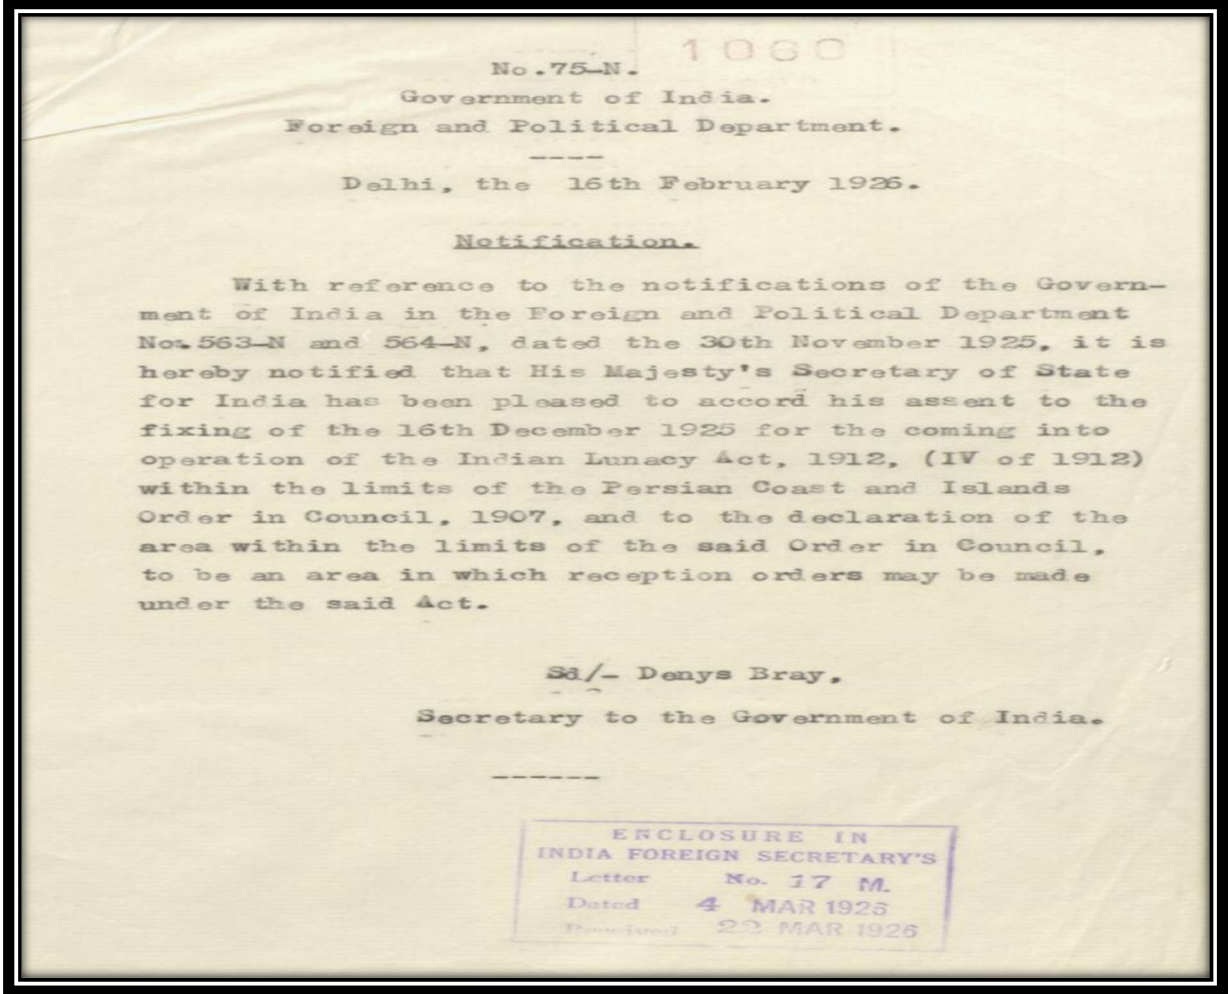 1060
No.75-N.
Government of India.
Foreign and Political Department.
----
Delhi, the 16th February 1926.
Notification.
With reference to the notifications of the Govern-
ment of India in the Foreign and Political Department
Nos.563-N and 564-N, dated the 30th November 1925, it is
hereby notified that His Majesty's Secretary of State
for India has been pleased to accord his assent to the
fixing of the 16th December 1925 for the coming into
operation of the Indian Lunacy Act, 1912, (IV of 1912)
within the limits of the Persian Coast and Islands
Order in Council, 1907, and to the declaration of the
area within the limits of the said Order in Council,
to be an area in which reception orders may be made
under the said Act.
Sd/- Denys Bray,
Secretary to the Government of India.
------
ENCLOSURE IN
INDIA FOREIGN SECRETARY'S
Letter No. 17 M.
Dated 4 MAR 1926
Received 22 MAR 1926